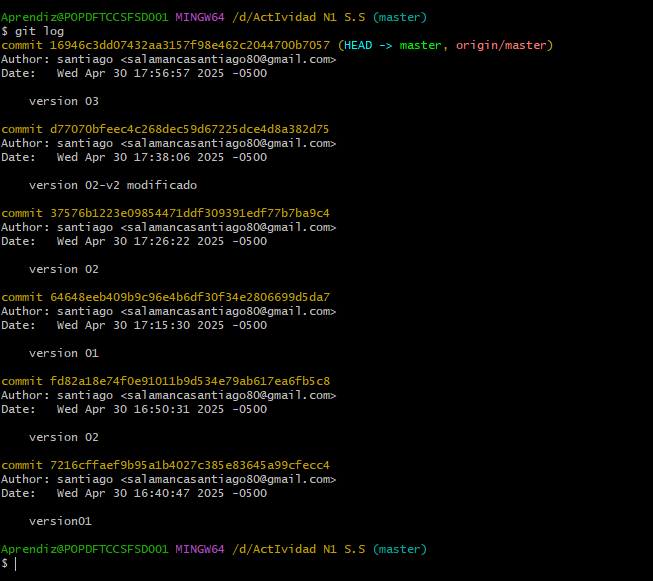 Aprendiz@POPDFTCCSFSD001 MINGW64 /d/ActIvidad N1 S.S (master)
$ git log
commit 16946c3dd07432aa3157f98e462c2044700b7057 (HEAD -> master, origin/master)
Author: santiago <salamancasantiago80@gmail.com>
Date:   Wed Apr 30 17:56:57 2025 -0500
    version 03
commit d77070bfeec4c268dec59d67225dce4d8a382d75
Author: santiago <salamancasantiago80@gmail.com>
Date:   Wed Apr 30 17:38:06 2025 -0500
    version 02-v2 modificado
commit 37576b1223e09854471ddf309391edf77b7ba9c4
Author: santiago <salamancasantiago80@gmail.com>
Date:   Wed Apr 30 17:26:22 2025 -0500
    version 02
commit 64648eeb409b9c96e4b6df30f34e2806699d5da7
Author: santiago <salamancasantiago80@gmail.com>
Date:   Wed Apr 30 17:15:30 2025 -0500
    version 01
commit fd82a18e74f0e91011b9d534e79ab617ea6fb5c8
Author: santiago <salamancasantiago80@gmail.com>
Date:   Wed Apr 30 16:50:31 2025 -0500
    version 02
commit 7216cffaef9b95a1b4027c385e83645a99cfecc4
Author: santiago <salamancasantiago80@gmail.com>
Date:   Wed Apr 30 16:40:47 2025 -0500
    version01
Aprendiz@POPDFTCCSFSD001 MINGW64 /d/ActIvidad N1 S.S (master)
$